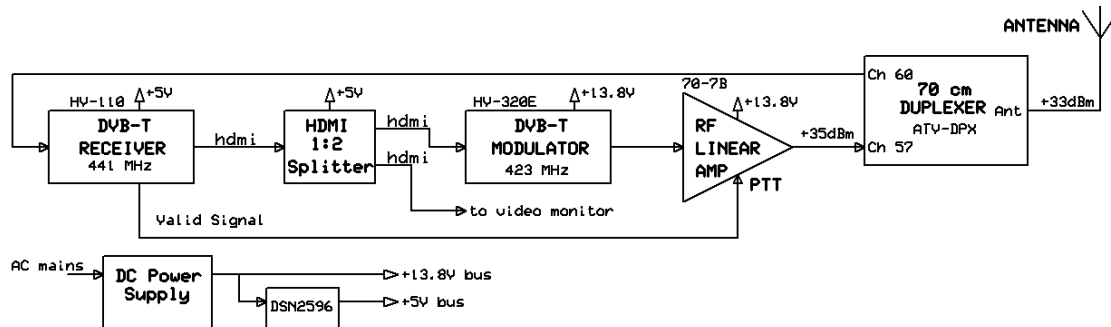 ANTENNA
HV-110
+5V
+5V
HV-320E
+13.8V
70-7B
+13.8V
Ch 60
70 cm
DUPLEXER
ATV-DPX
Ant
+33dBm
Ch 57
DVB-T
RECEIVER
441 MHz
hdmi
HDMI
1:2
Splitter
hdmi
hdmi
DVB-T
MODULATOR
423 MHz
RF
LINEAR
AMP
+35dBm
PTT
to video monitor
Valid Signal
AC mains
DC Power
Supply
+13.8V bus
DSN2596
+5V bus